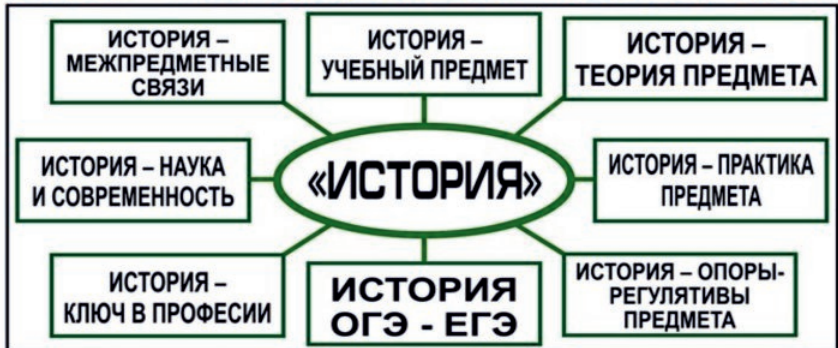 ИСТОРИЯ –
МЕЖПРЕДМЕТНЫЕ
СВЯЗИ
ИСТОРИЯ –
УЧЕБНЫЙ ПРЕДМЕТ
ИСТОРИЯ –
ТЕОРИЯ ПРЕДМЕТА
ИСТОРИЯ – НАУКА
И СОВРЕМЕННОСТЬ
«ИСТОРИЯ»
ИСТОРИЯ – ПРАКТИКА
ПРЕДМЕТА
ИСТОРИЯ –
КЛЮЧ В ПРОФЕСИИ
ИСТОРИЯ
ОГЭ - ЕГЭ
ИСТОРИЯ – ОПОРЫ-
РЕГУЛЯТИВЫ
ПРЕДМЕТА